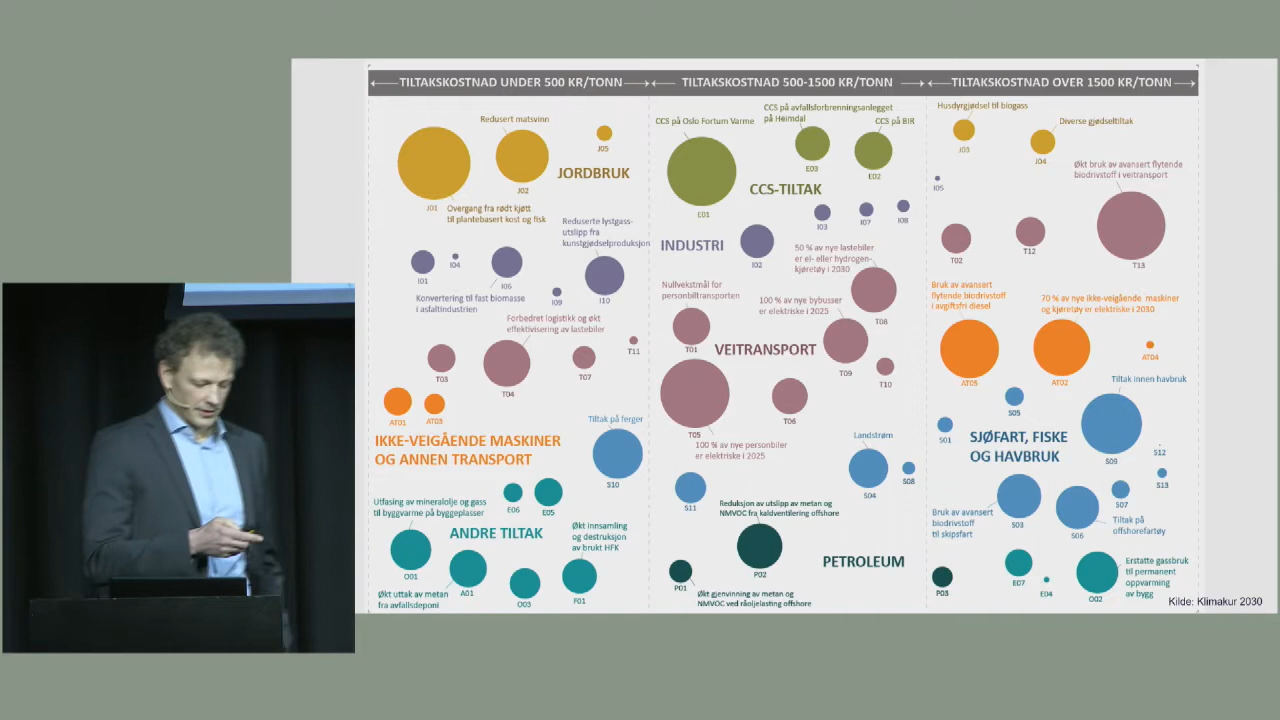 TILTAKSKOSTNAD UNDER 500 KR/TONN
TILTAKSKOSTNAD 500-1500 KR/TONN
TILTAKSKOSTNAD OVER 1500 KR/TONN
Redusert matsvinn
J05
J02
JORDBRUK
J01
Overgang fra rødt kjøtt
til plantebasert kost og fisk
Reduserte lystgass-
utslipp fra
kunstgjødselproduksjon
I01
I04
I06
I09
I10
Konvertering til fast biomasse
i asfaltindustrien
Forbedret logistikk og økt
effektivisering av lastebiler
T03
T04
T07
T11
AT01
AT03
IKKE-VEIGÅENDE MASKINER
OG ANNEN TRANSPORT
Tiltak på ferger
S10
Utfasing av mineralolje og gass
til byggvarme på byggeplasser
E06
E05
ANDRE TILTAK
Økt innsamling
og destruksjon
av brukt HFK
O01
A01
O03
F01
Økt uttak av metan
fra avfallsdeponi
CCS på Oslo Fortum Varme
CCS på avfallsforbrenningsanlegget
på Heimdal
CCS på BIR
E03
E02
CCS-TILTAK
E01
I03
I07
I08
INDUSTRI
I02
50 % av nye lastebiler
er el- eller hydrogen-
kjøretøy i 2030
Nullvekstmål for
personbiltransporten
100 % av nye bybusser
er elektriske i 2025
T08
T01
VEITRANSPORT
T09
T10
T05
T06
100 % av nye personbiler
er elektriske i 2025
Landstrøm
S04
S08
S11
Reduksjon av utslipp av metan og
NMVOC fra kaldventilering offshore
P02
PETROLEUM
P01
Økt gjenvinning av metan og
NMVOC ved råoljelasting offshore
Husdyrgjødsel til biogass
Diverse gjødseltiltak
J03
J04
I05
Økt bruk av avansert flytende
biodrivstoff i veitransport
T02
T12
T13
Bruk av avansert
flytende biodrivstoff
i avgiftsfri diesel
70 % av nye ikke-veigående maskiner
og kjøretøy er elektriske i 2030
AT05
AT02
AT04
Tiltak innen havbruk
S05
S01
SJØFART, FISKE
OG HAVBRUK
S09
S12
S13
S07
Bruk av avansert
biodrivstoff
til skipsfart
S03
S06
Tiltak på
offshorefartøy
P03
E07
E04
O02
Erstatte gassbruk
til permanent
oppvarming
av bygg
Kilde: Klimakur 2030